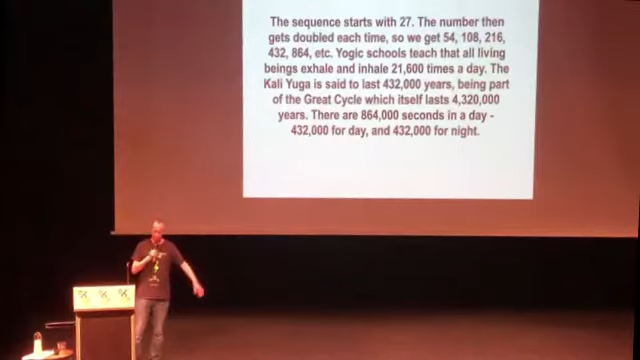 The sequence starts with 27. The number then
gets doubled each time, so we get 54, 108, 216,
432, 864, etc. Yogic schools teach that all living
beings exhale and inhale 21,600 times a day. The
Kali Yuga is said to last 432,000 years, being part
of the Great Cycle which itself lasts 4,320,000
years. There are 864,000 seconds in a day -
432,000 for day, and 432,000 for night.